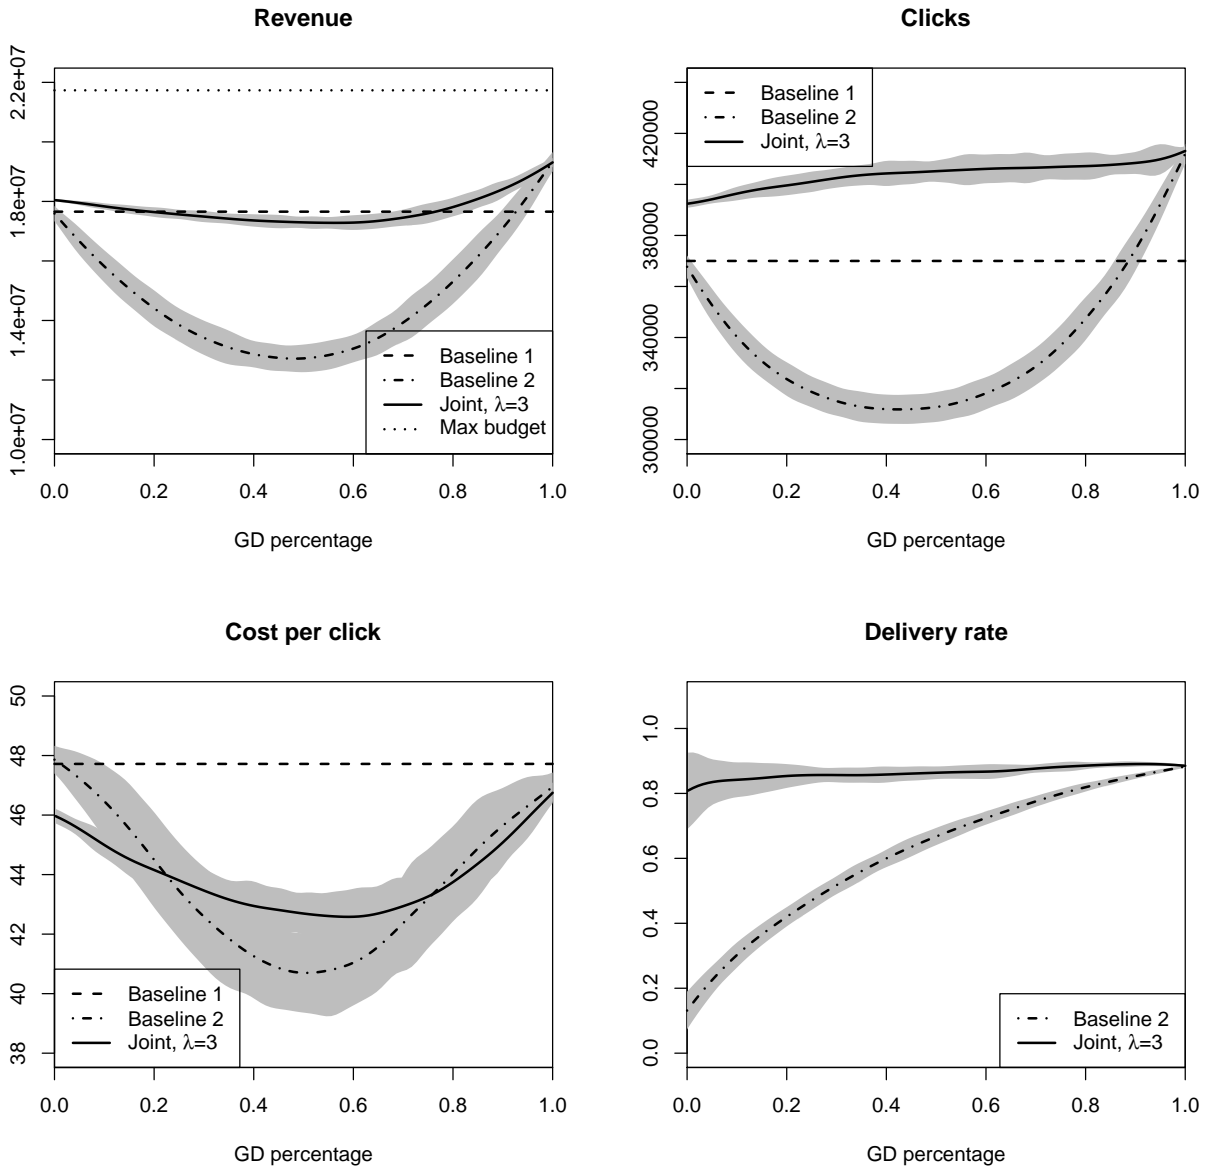 Revenue
2.2e+07
1.8e+07
1.4e+07
1.0e+07
Baseline 1
Baseline 2
Joint, λ=3
Max budget
0.0 0.2 0.4 0.6 0.8 1.0
GD percentage
Clicks
420000
380000
340000
300000
Baseline 1
Baseline 2
Joint, λ=3
0.0 0.2 0.4 0.6 0.8 1.0
GD percentage
Cost per click
50
48
46
44
42
40
38
Baseline 1
Baseline 2
Joint, λ=3
0.0 0.2 0.4 0.6 0.8 1.0
GD percentage
Delivery rate
1.0
0.8
0.6
0.4
0.2
0.0
Baseline 2
Joint, λ=3
0.0 0.2 0.4 0.6 0.8 1.0
GD percentage